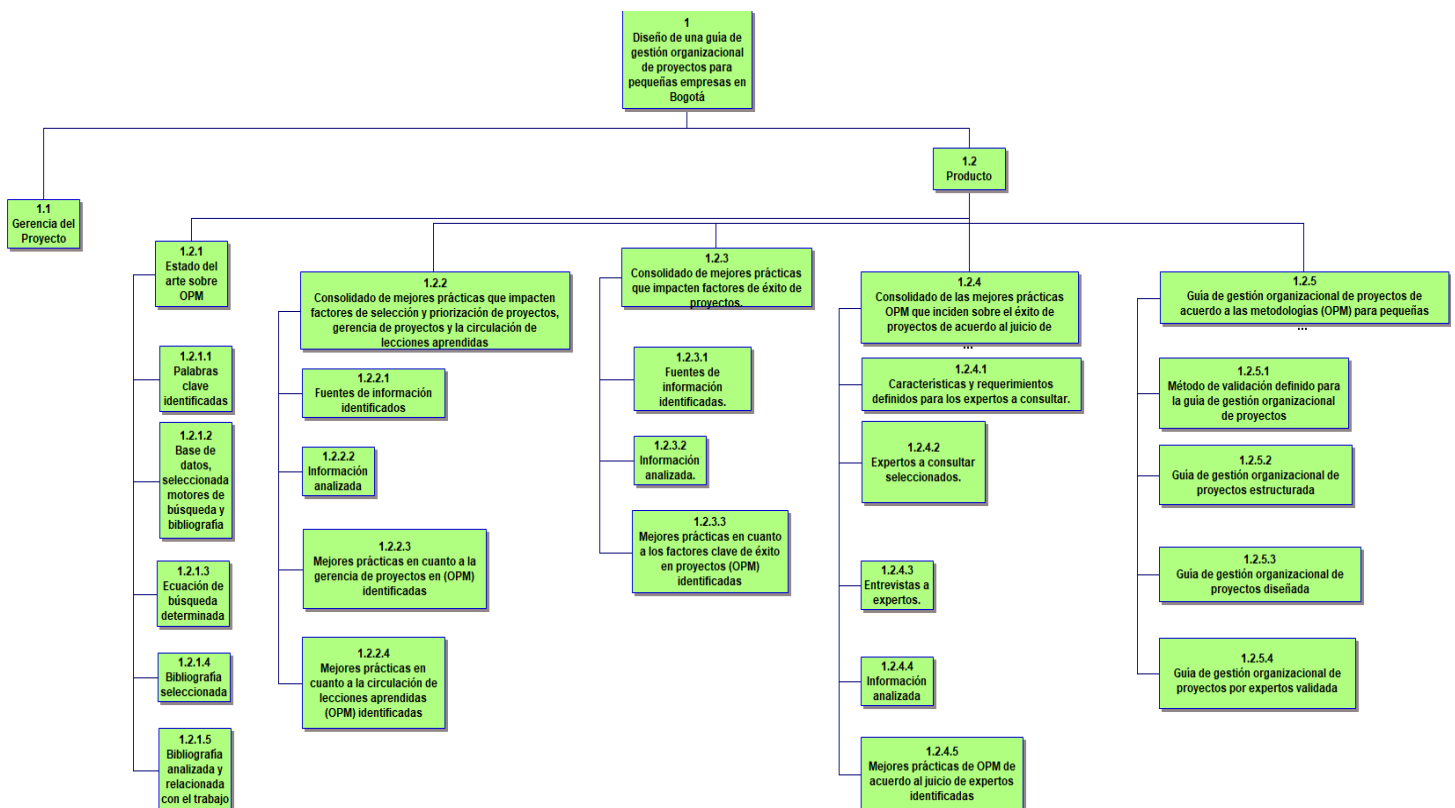 1
Diseño de una guía de
gestión organizacional
de proyectos para
pequeñas empresas en
Bogotá
1.2
Producto
1.1
Gerencia del
Proyecto
1.2.1
Estado del
arte sobre
OPM
1.2.1.1
Palabras
clave
identificadas
1.2.1.2
Base de
datos,
seleccionada
motores de
búsqueda y
bibliografía
1.2.1.3
Ecuación de
búsqueda
determinada
1.2.1.4
Bibliografía
seleccionada
1.2.1.5
Bibliografía
analizada y
relacionada
con el trabajo
1.2.2
Consolidado de mejores prácticas que impacten
factores de selección y priorización de proyectos,
gerencia de proyectos y la circulación de
lecciones aprendidas
1.2.2.1
Fuentes de información
identificados
1.2.2.2
Información
analizada
1.2.2.3
Mejores prácticas en cuanto a la
gerencia de proyectos en (OPM)
identificadas
1.2.2.4
Mejores prácticas en
cuanto a la circulación de
lecciones aprendidas
(OPM) identificadas
1.2.3
Consolidado de mejores prácticas
que impacten factores de éxito de
proyectos.
1.2.3.1
Fuentes de
información
identificadas.
1.2.3.2
Información
analizada.
1.2.3.3
Mejores prácticas en cuanto
a los factores clave de éxito
en proyectos (OPM)
identificadas
1.2.4
Consolidado de las mejores prácticas
OPM que inciden sobre el éxito de
proyectos de acuerdo al juicio de
...
1.2.4.1
Características y requerimientos
definidos para los expertos a consultar.
1.2.4.2
Expertos a consultar
seleccionados.
1.2.4.3
Entrevistas a
expertos.
1.2.4.4
Información
analizada
1.2.4.5
Mejores prácticas de OPM de
acuerdo al juicio de expertos
identificadas
1.2.5
Guía de gestión organizacional de proyectos de
acuerdo a las metodologías (OPM) para pequeñas
...
1.2.5.1
Método de validación definido para
la guía de gestión organizacional
de proyectos
1.2.5.2
Guía de gestión organizacional de
proyectos estructurada
1.2.5.3
Guía de gestión organizacional de
proyectos diseñada
1.2.5.4
Guía de gestión organizacional de
proyectos por expertos validada